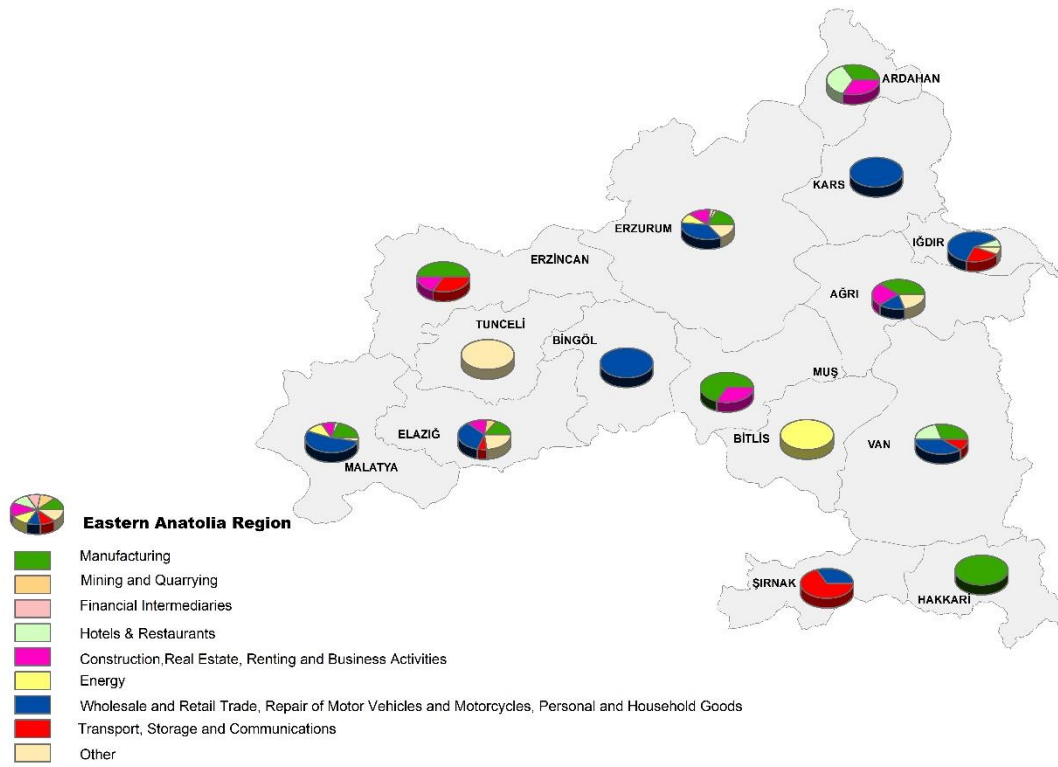 ARDAHAN
KARS
ERZURUM
IĞDIR
ERZİNCAN
AĞRI
TUNCELİ
BİNGÖL
MUŞ
ELAZIĞ
BİTLİS
VAN
MALATYA
Eastern Anatolia Region
Manufacturing
Mining and Quarrying
Financial Intermediaries
Hotels & Restaurants
Construction,Real Estate, Renting and Business Activities
Energy
Wholesale and Retail Trade, Repair of Motor Vehicles and Motorcycles, Personal and Household Goods
Transport, Storage and Communications
Other
ŞIRNAK
HAKKARİ